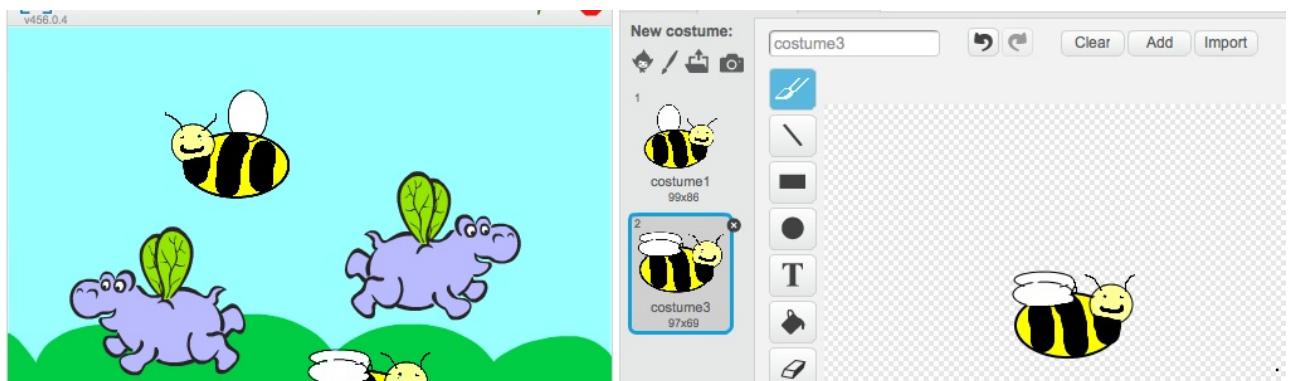 v456.0.4
New costume:
costume3
Clear
Add
Import
1
costume1
99x86
2
costume3
97x69
T